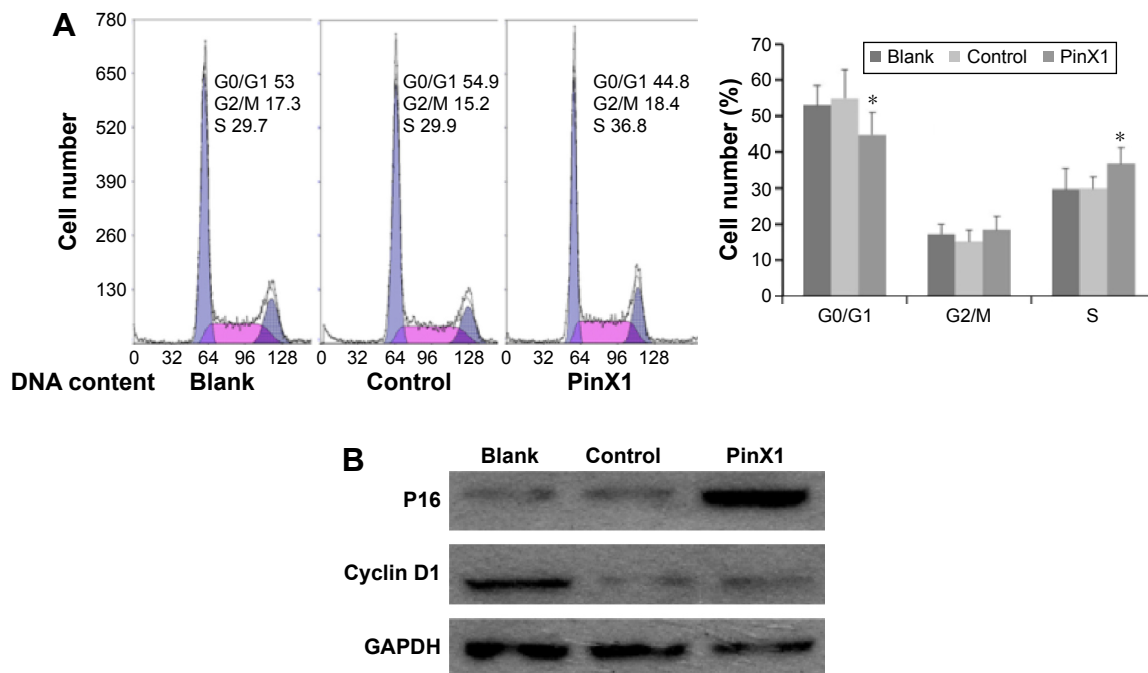 A
Cell number
780
650
520
390
260
130
G0/G1 53
G2/M 17.3
S 29.7
G0/G1 54.9
G2/M 15.2
S 29.9
G0/G1 44.8
G2/M 18.4
S 36.8
0 32 64 96 128
0 32 64 96 128
0 32 64 96 128
DNA content Blank Control PinX1
Cell number (%)
70
60
50
40
30
20
10
0
Blank Control PinX1
*
*
G0/G1 G2/M S
B
Blank Control PinX1
P16
Cyclin D1
GAPDH